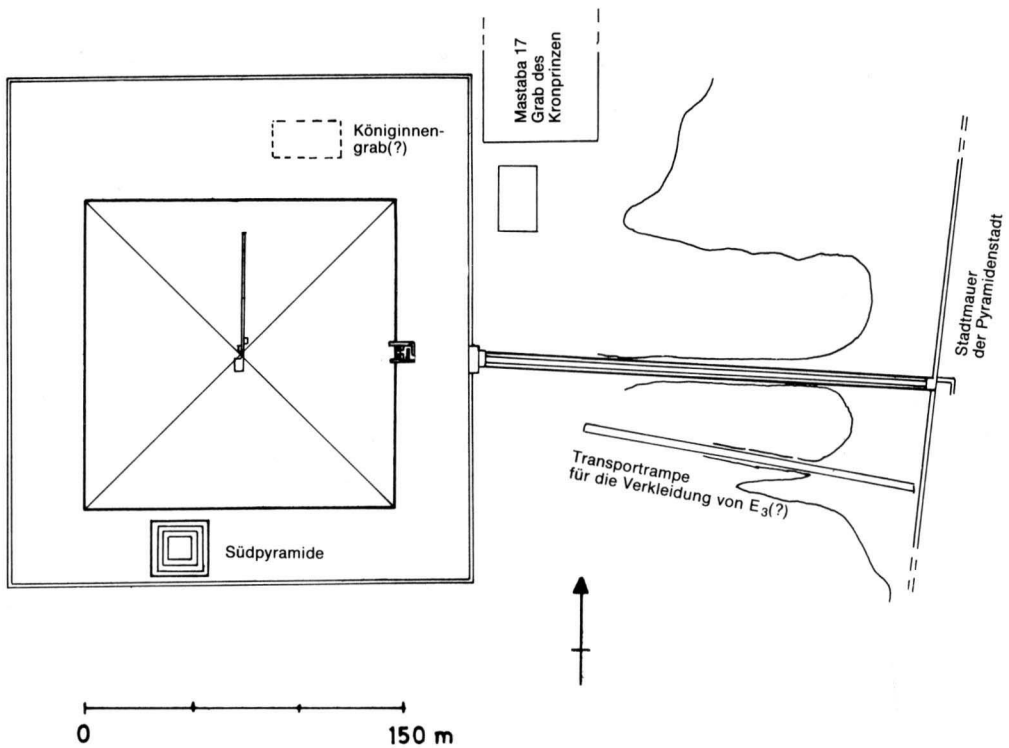 Mastaba 17
Grab des
Kronprinzen
Königinnen-
grab(?)
Stadtmauer
der Pyramidenstadt
Transportrampe
für die Verkleidung von E₃(?)
Südpyramide
0
150 m